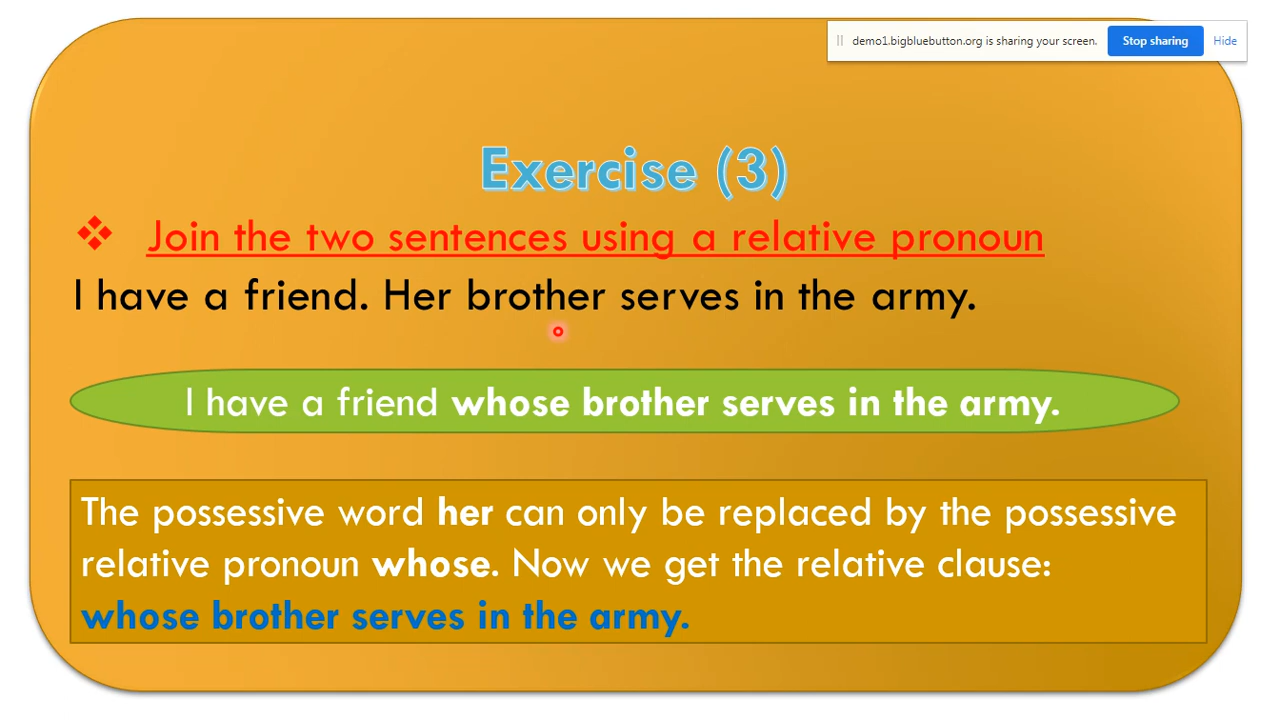 || demo1.bigbluebutton.org is sharing your screen. Stop sharing Hide
Exercise (3)
❖ Join the two sentences using a relative pronoun
I have a friend. Her brother serves in the army.
I have a friend whose brother serves in the army.
The possessive word her can only be replaced by the possessive
relative pronoun whose. Now we get the relative clause:
whose brother serves in the army.